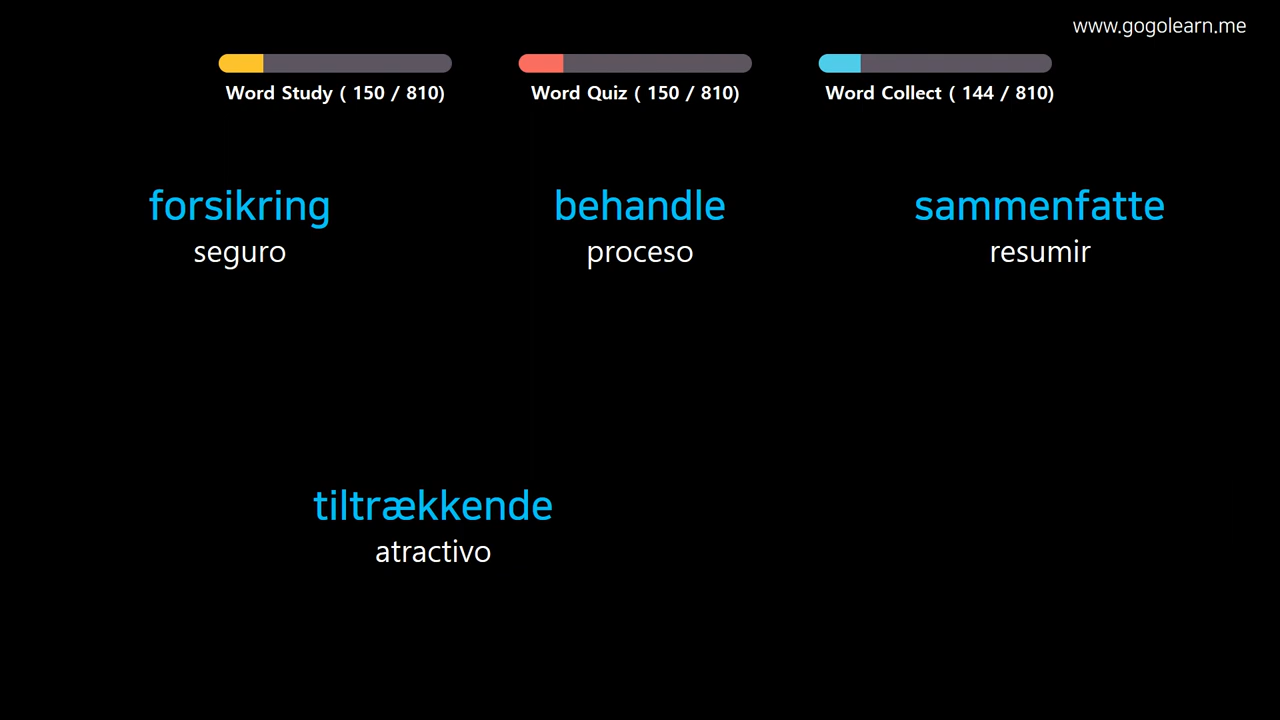 www.gogolearn.me
Word Study ( 150 / 810)
Word Quiz ( 150 / 810)
Word Collect ( 144 / 810)
forsikring
seguro
behandle
proceso
sammenfatte
resumir
tiltrækkende
atractivo